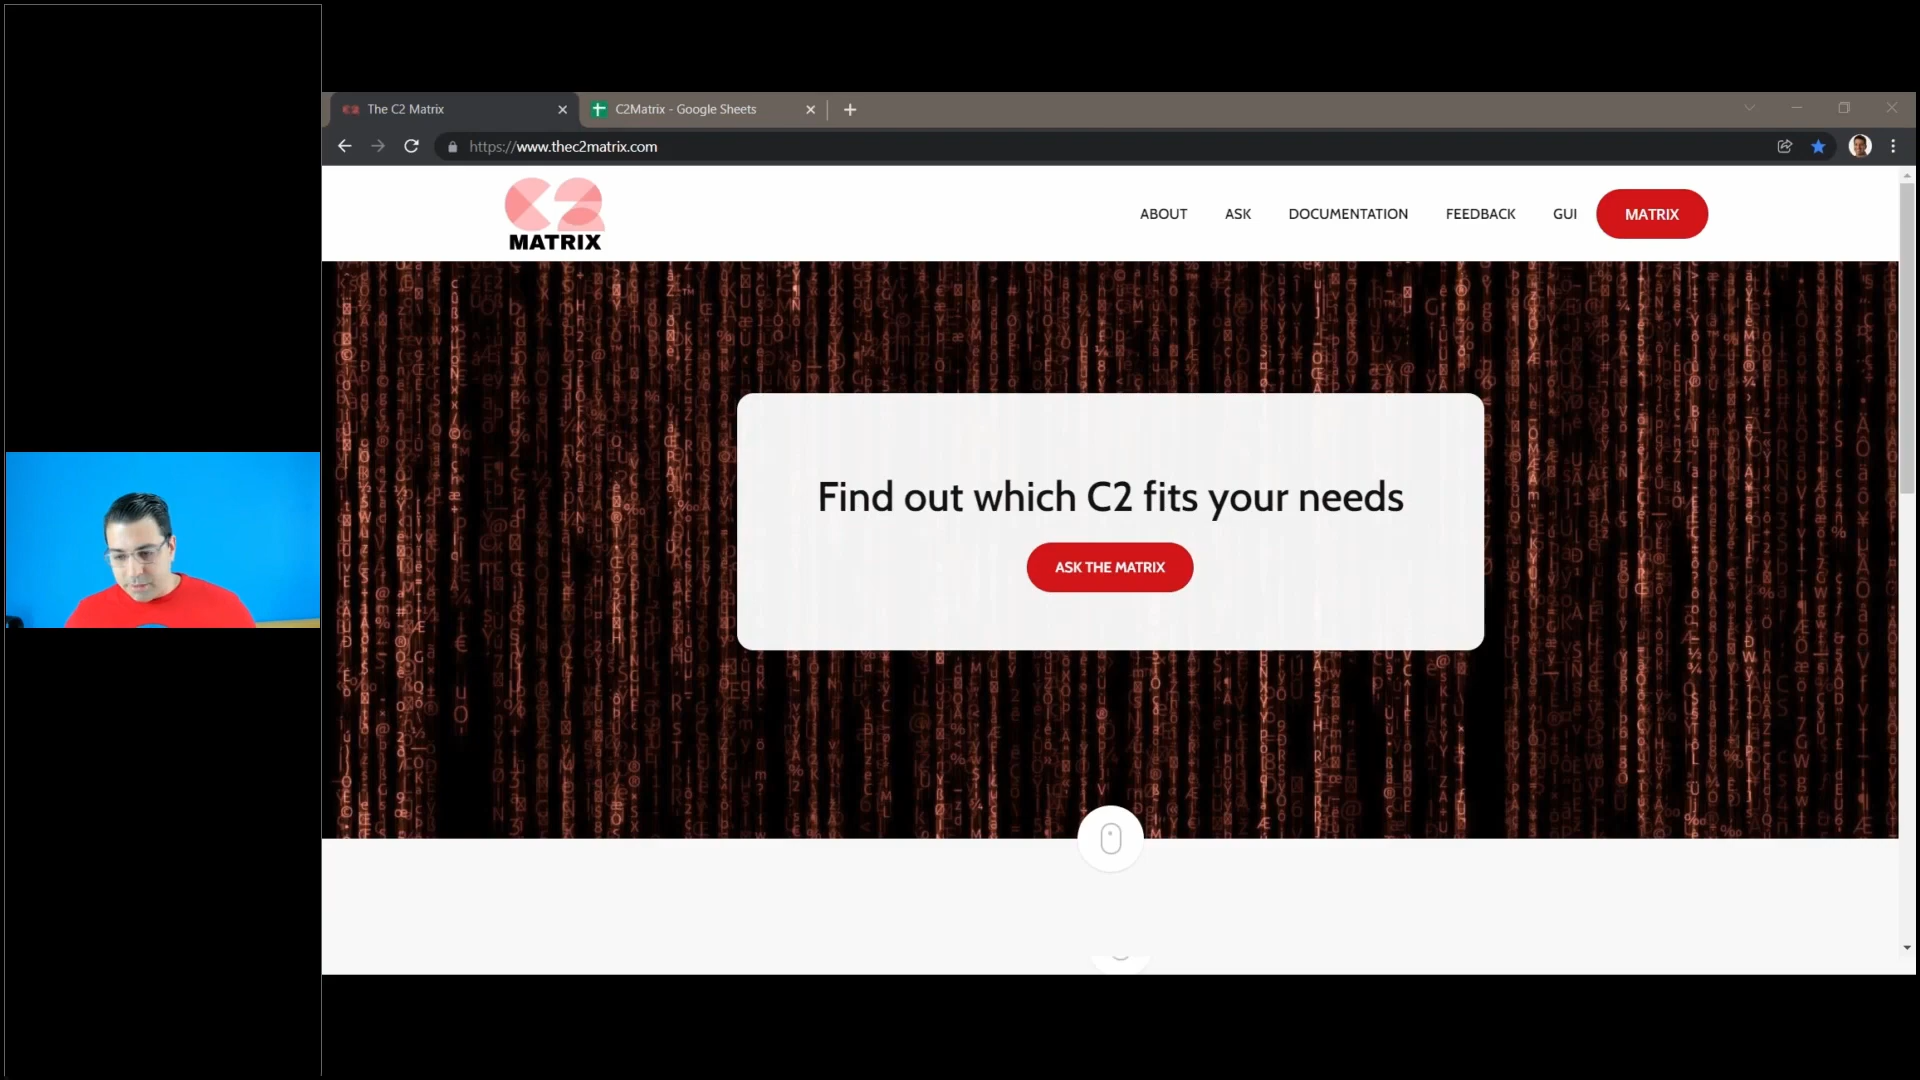 The C2 Matrix
C2Matrix - Google Sheets
https://www.thec2matrix.com
C2
MATRIX
ABOUT
ASK
DOCUMENTATION
FEEDBACK
GUI
MATRIX
Find out which C2 fits your needs
ASK THE MATRIX